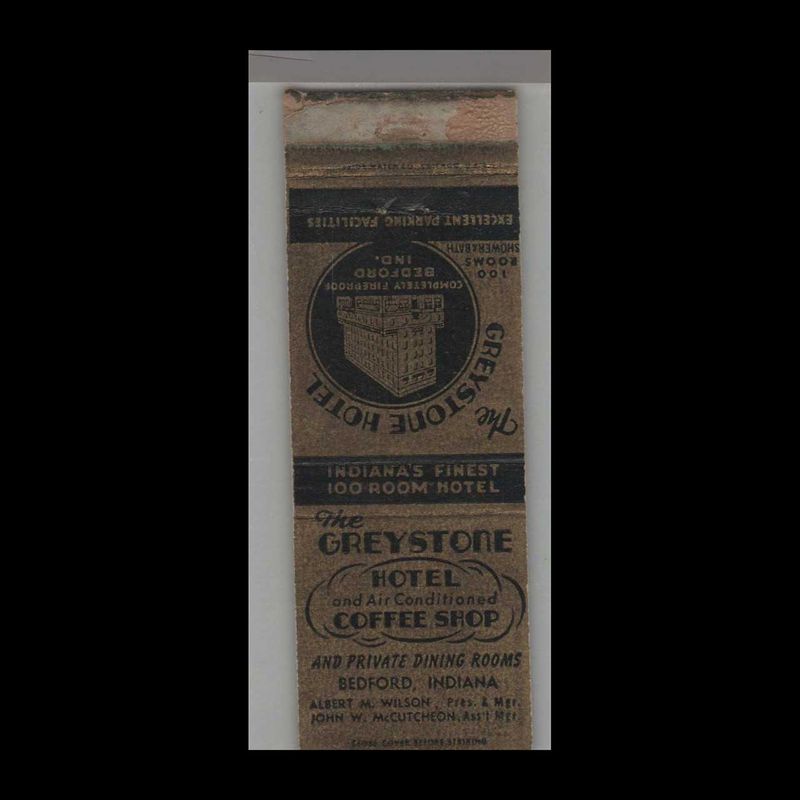 EXCELLENT PARKING FACILITIES
100
ROOMS
SHOWER & BATH
The GREYSTONE HOTEL
COMPLETELY FIREPROOF
BEDFORD
IND.
INDIANA'S FINEST
100 ROOM HOTEL
The
GREYSTONE
HOTEL
and Air Conditioned
COFFEE SHOP
AND PRIVATE DINING ROOMS
BEDFORD, INDIANA
ALBERT M. WILSON, Pres. & Mgr.
JOHN W. McCUTCHEON, Ass't Mgr.
CLOSE COVER BEFORE STRIKING